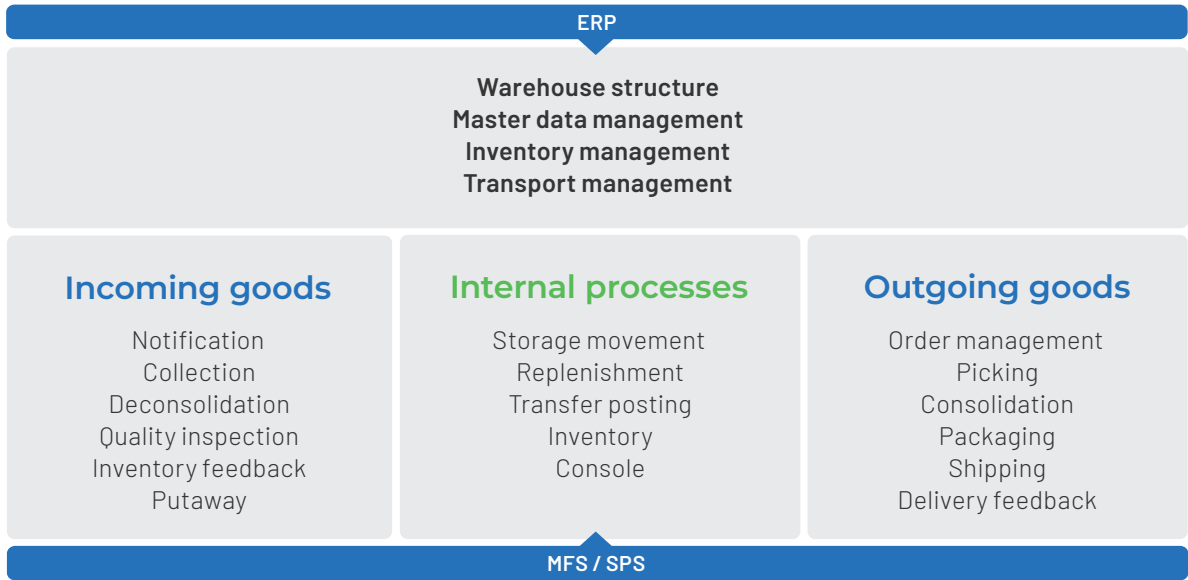 ERP
Warehouse structure
Master data management
Inventory management
Transport management
Incoming goods
Notification
Collection
Deconsolidation
Quality inspection
Inventory feedback
Putaway
Internal processes
Storage movement
Replenishment
Transfer posting
Inventory
Console
Outgoing goods
Order management
Picking
Consolidation
Packaging
Shipping
Delivery feedback
MFS / SPS